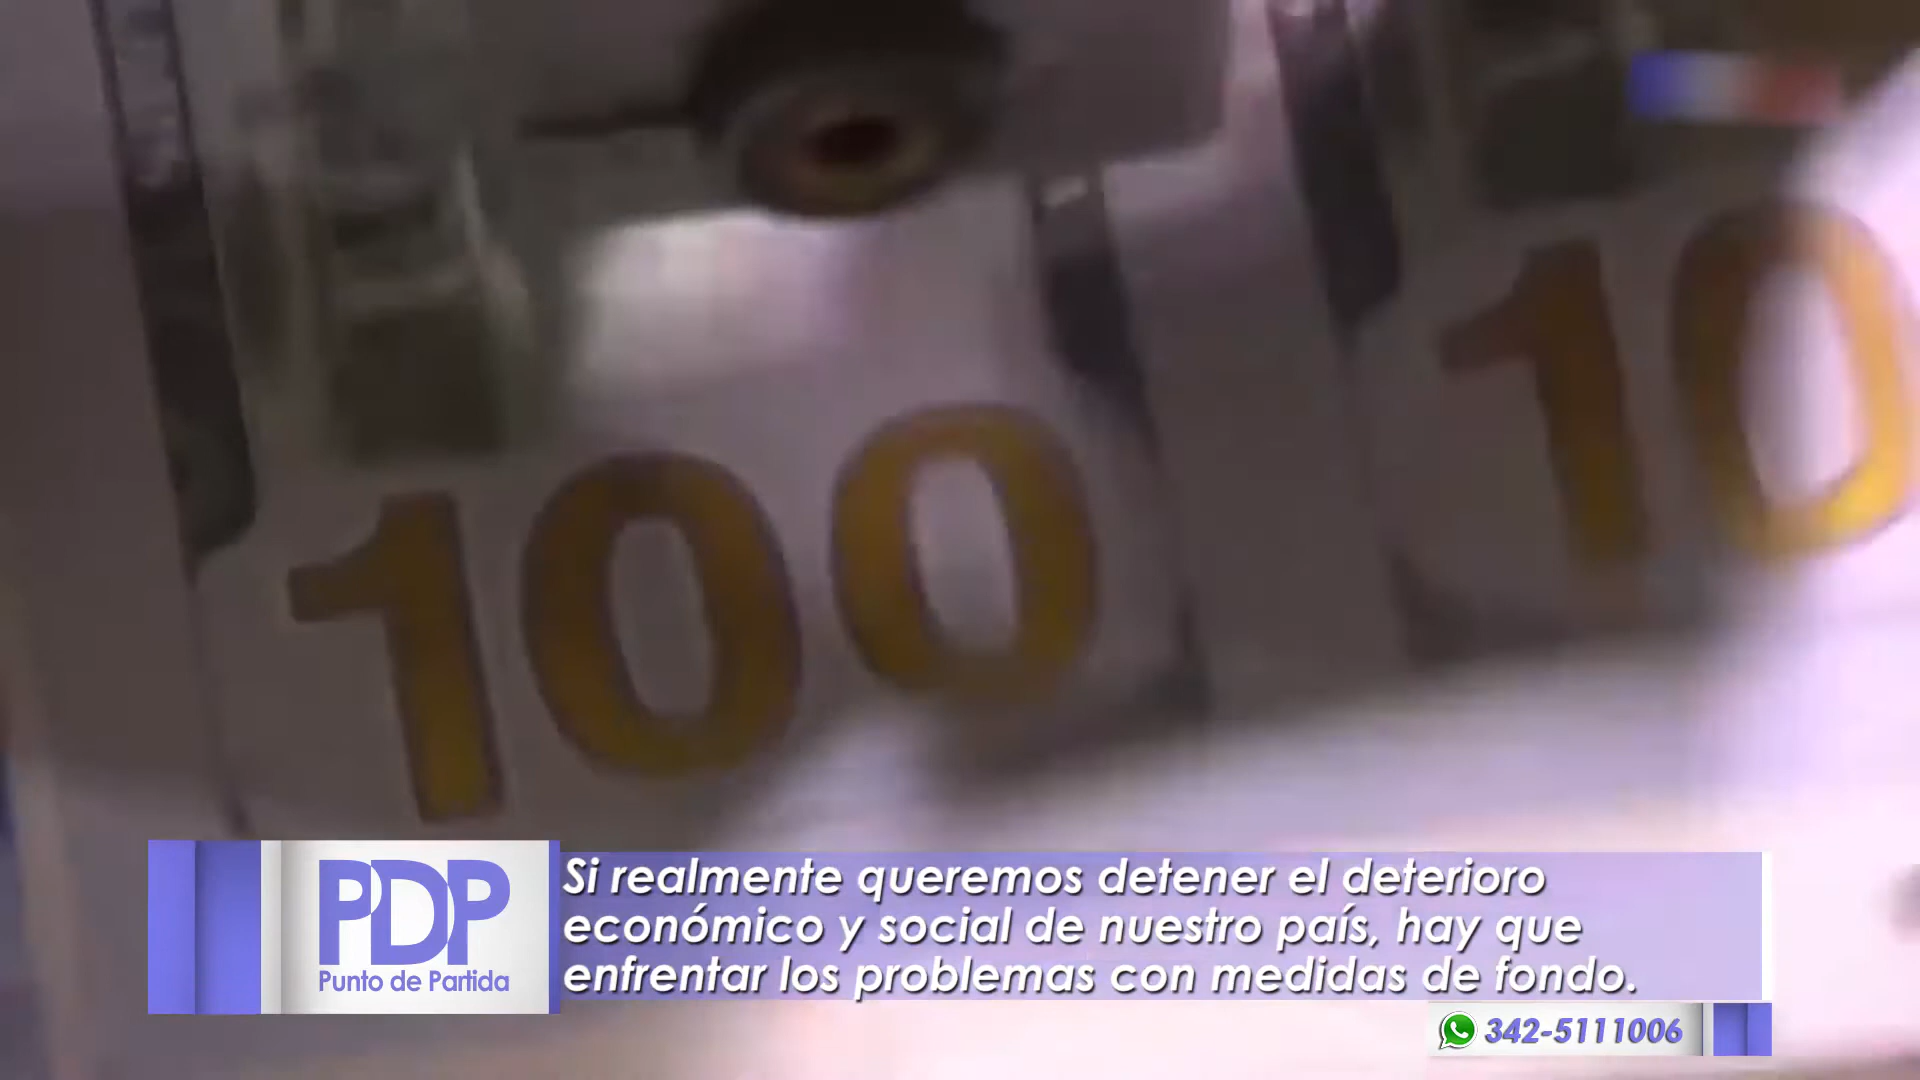 100
10
PDP
Punto de Partida
Si realmente queremos detener el deterioro
económico y social de nuestro país, hay que
enfrentar los problemas con medidas de fondo.
342-5111006